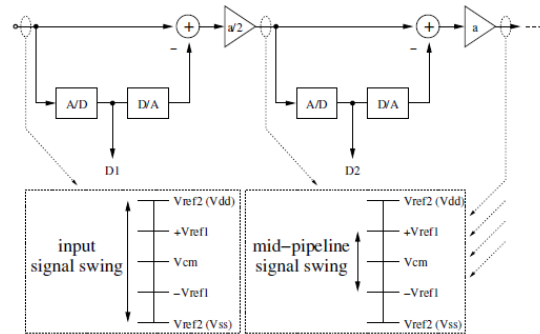 +
−
a/2
+
−
a
A/D
D/A
A/D
D/A
D1
D2
input
signal swing
Vref2 (Vdd)
+Vref1
Vcm
−Vref1
Vref2 (Vss)
mid−pipeline
signal swing
Vref2 (Vdd)
+Vref1
Vcm
−Vref1
Vref2 (Vss)